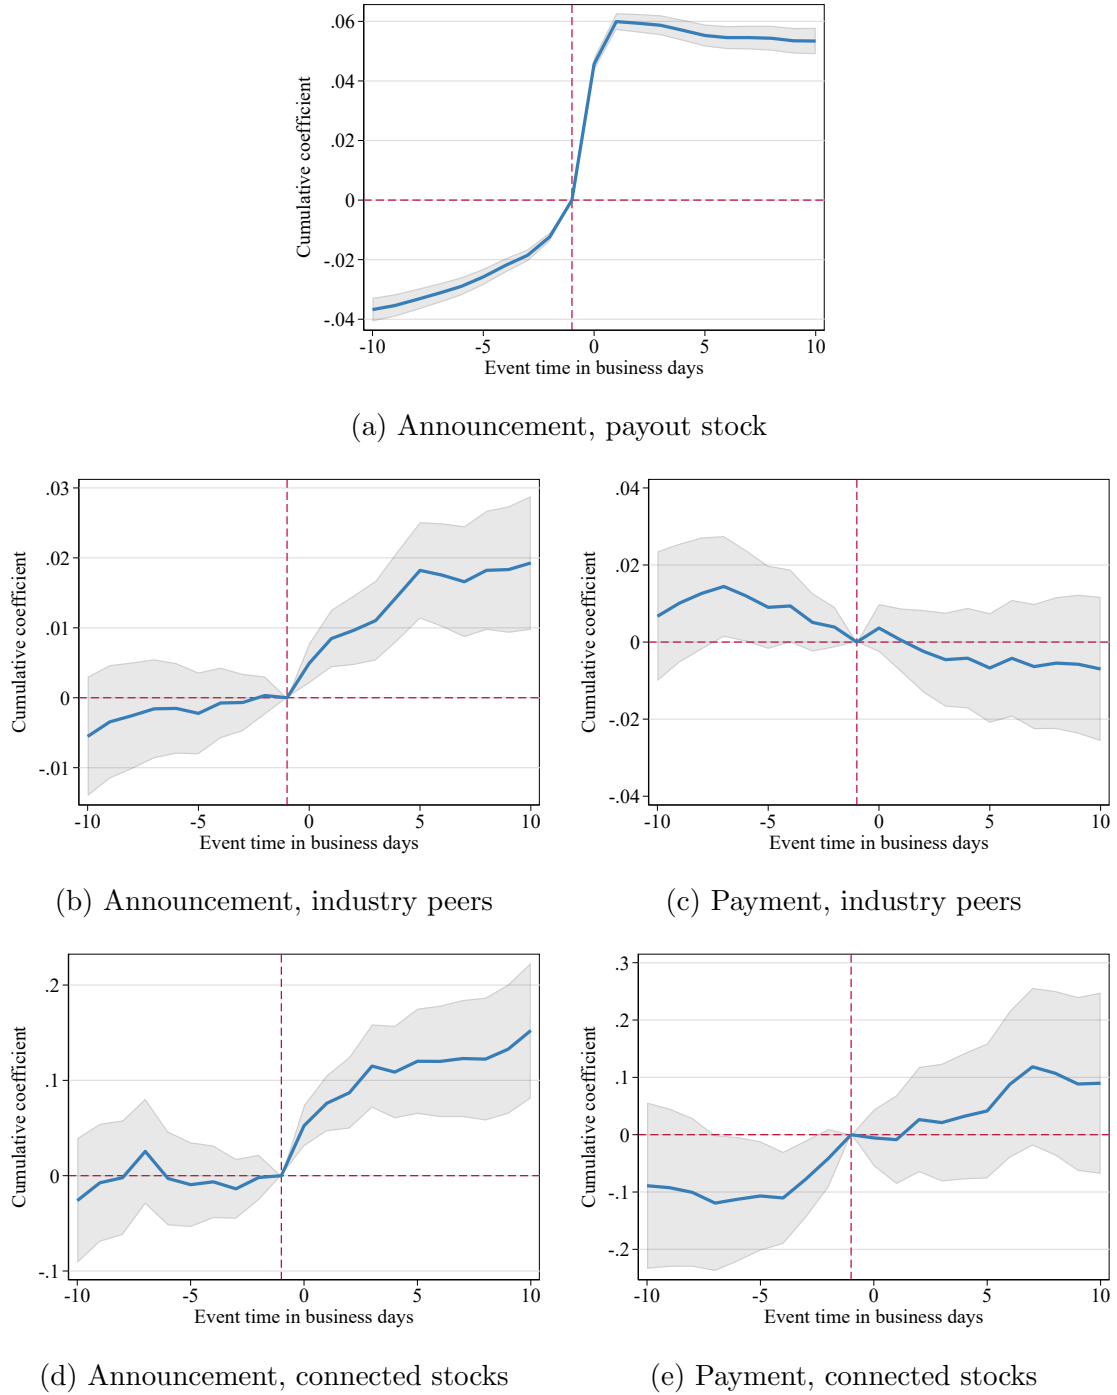 .06
.04
.02
0
-.02
-.04
Cumulative coefficient
-10 -5 0 5 10
Event time in business days
(a) Announcement, payout stock
.03
.02
.01
0
-.01
Cumulative coefficient
-10 -5 0 5 10
Event time in business days
(b) Announcement, industry peers
.04
.02
0
-.02
-.04
Cumulative coefficient
-10 -5 0 5 10
Event time in business days
(c) Payment, industry peers
.2
.1
0
-.1
Cumulative coefficient
-10 -5 0 5 10
Event time in business days
(d) Announcement, connected stocks
.3
.2
.1
0
-.1
-.2
Cumulative coefficient
-10 -5 0 5 10
Event time in business days
(e) Payment, connected stocks